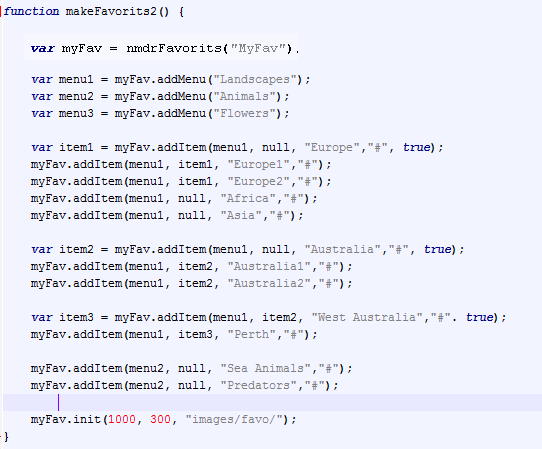 function makeFavorits2() {
var myFav = nmdrFavorits("MyFav").
var menu1 = myFav.addMenu("Landscapes");
var menu2 = myFav.addMenu("Animals");
var menu3 = myFav.addMenu("Flowers");
var item1 = myFav.addItem(menu1, null, "Europe","#", true);
myFav.addItem(menu1, item1, "Europe1","#");
myFav.addItem(menu1, item1, "Europe2","#");
myFav.addItem(menu1, null, "Africa","#");
myFav.addItem(menu1, null, "Asia","#");
var item2 = myFav.addItem(menu1, null, "Australia","#", true);
myFav.addItem(menu1, item2, "Australia1","#");
myFav.addItem(menu1, item2, "Australia2","#");
var item3 = myFav.addItem(menu1, item2, "West Australia","#". true);
myFav.addItem(menu1, item3, "Perth","#");
myFav.addItem(menu2, null, "Sea Animals","#");
myFav.addItem(menu2, null, "Predators","#");
myFav.init(1000, 300, "images/favo/");
}